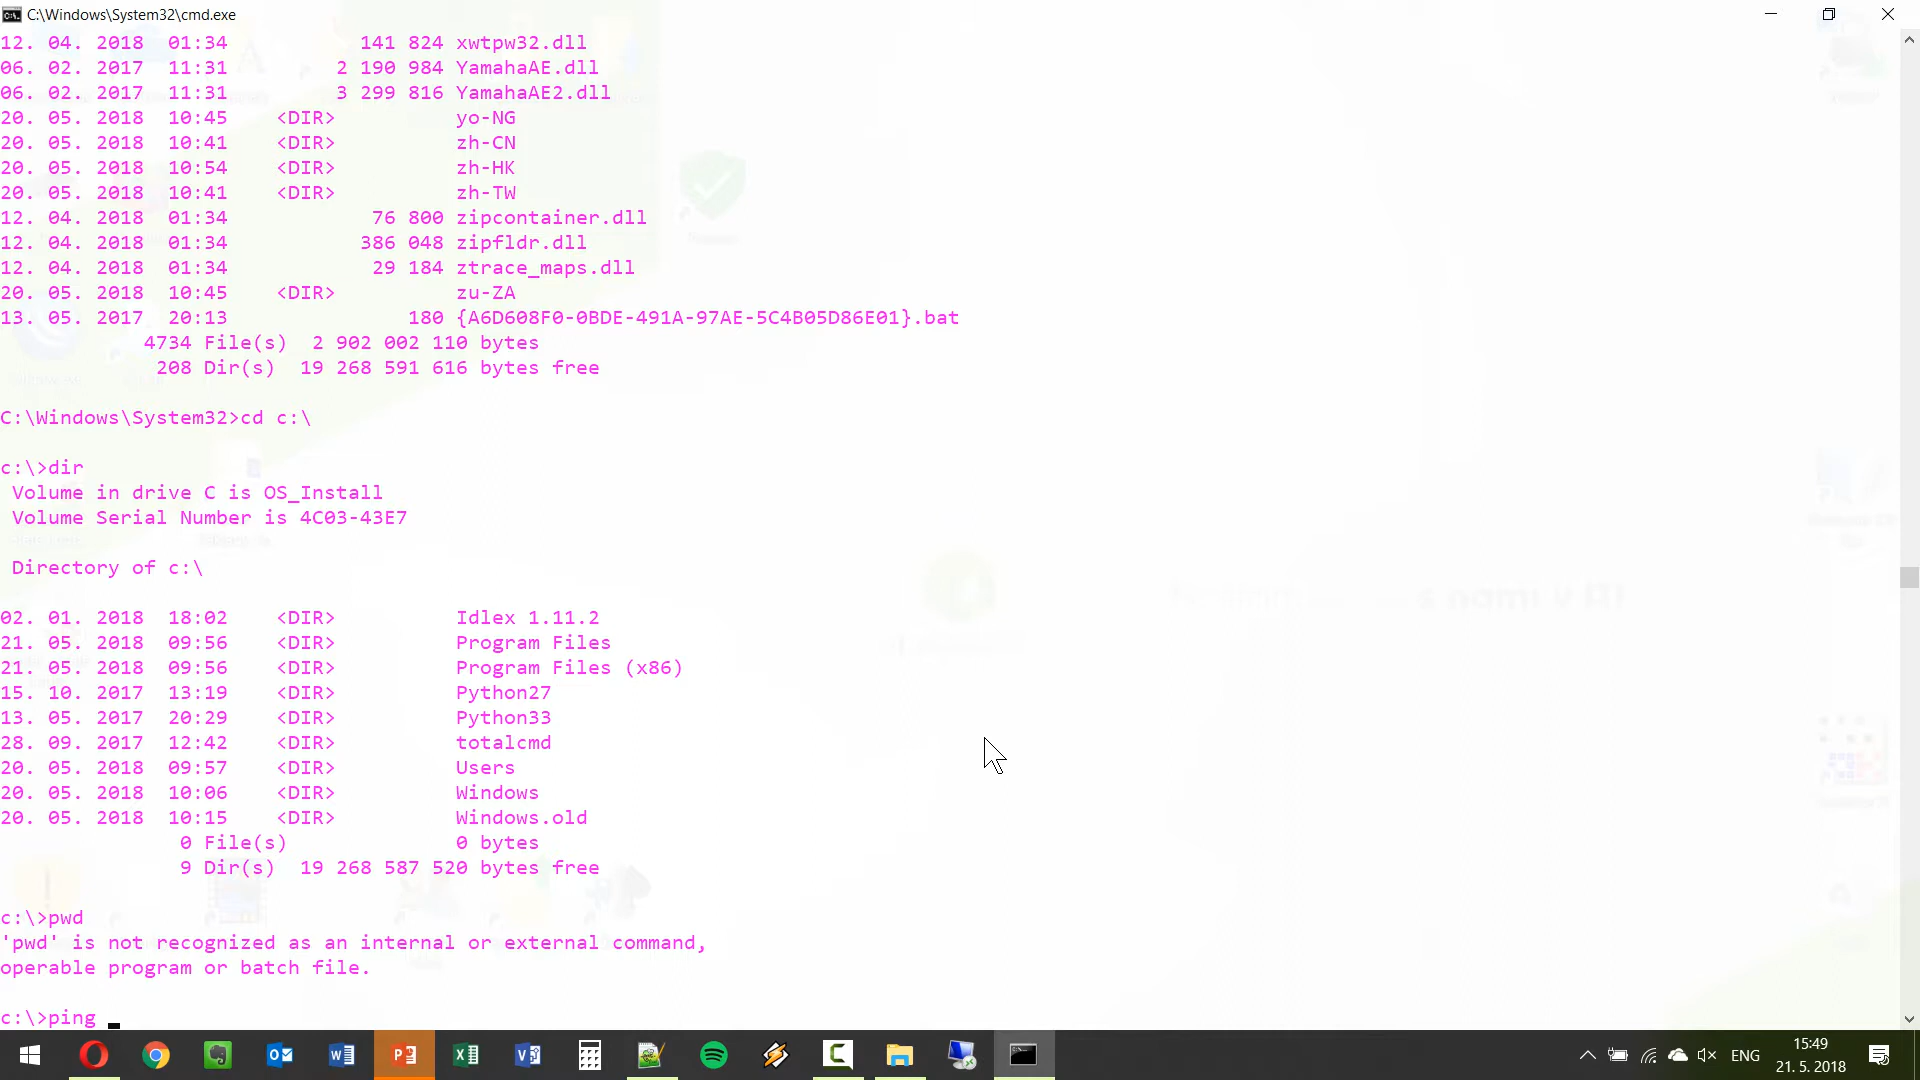 C:\Windows\System32\cmd.exe
12. 04. 2018  01:34           141 824 xwtpw32.dll
06. 02. 2017  11:31         2 190 984 YamahaAE.dll
06. 02. 2017  11:31         3 299 816 YamahaAE2.dll
20. 05. 2018  10:45    <DIR>          yo-NG
20. 05. 2018  10:41    <DIR>          zh-CN
20. 05. 2018  10:54    <DIR>          zh-HK
20. 05. 2018  10:41    <DIR>          zh-TW
12. 04. 2018  01:34            76 800 zipcontainer.dll
12. 04. 2018  01:34           386 048 zipfldr.dll
12. 04. 2018  01:34            29 184 ztrace_maps.dll
20. 05. 2018  10:45    <DIR>          zu-ZA
13. 05. 2017  20:13               180 {A6D608F0-0BDE-491A-97AE-5C4B05D86E01}.bat
4734 File(s)  2 902 002 110 bytes
208 Dir(s)  19 268 591 616 bytes free
C:\Windows\System32>cd c:\
c:\>dir
Volume in drive C is OS_Install
Volume Serial Number is 4C03-43E7
Directory of c:\
02. 01. 2018  18:02    <DIR>          Idlex 1.11.2
21. 05. 2018  09:56    <DIR>          Program Files
21. 05. 2018  09:56    <DIR>          Program Files (x86)
15. 10. 2017  13:19    <DIR>          Python27
13. 05. 2017  20:29    <DIR>          Python33
28. 09. 2017  12:42    <DIR>          totalcmd
20. 05. 2018  09:57    <DIR>          Users
20. 05. 2018  10:06    <DIR>          Windows
20. 05. 2018  10:15    <DIR>          Windows.old
0 File(s)              0 bytes
9 Dir(s)  19 268 587 520 bytes free
c:\>pwd
'pwd' is not recognized as an internal or external command,
operable program or batch file.
c:\>ping
ENG
15:49
21. 5. 2018